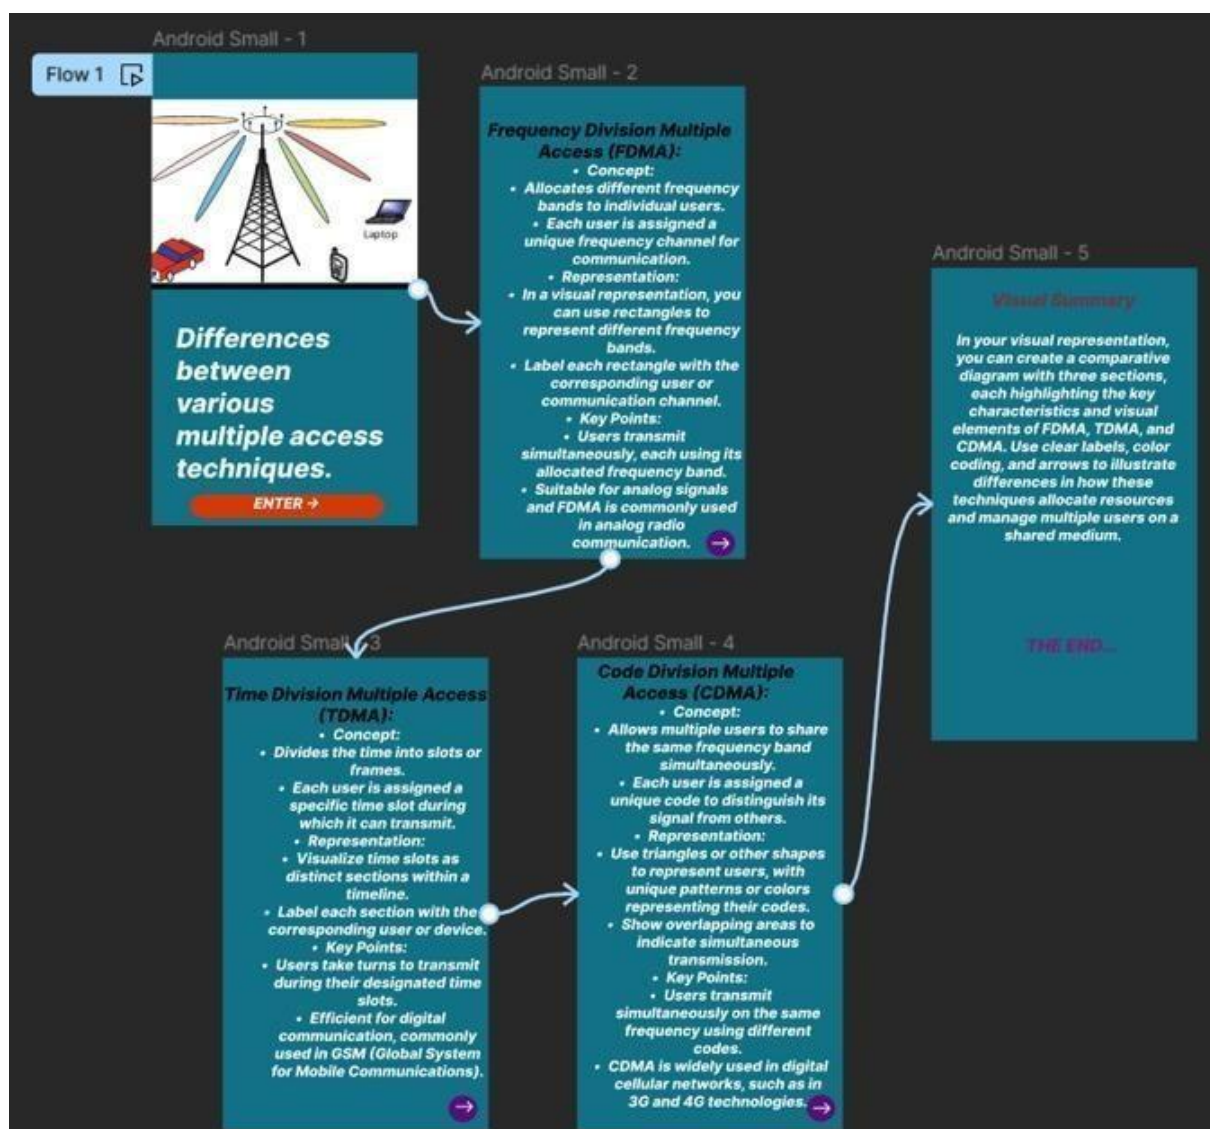 Android Small - 1
Flow 1
Laptop
Differences
between
various
multiple access
techniques.
ENTER →
Android Small - 2
Frequency Division Multiple
Access (FDMA):
• Concept:
• Allocates different frequency
bands to individual users.
• Each user is assigned a
unique frequency channel for
communication.
• Representation:
• In a visual representation, you
can use rectangles to
represent different frequency
bands.
• Label each rectangle with the
corresponding user or
communication channel.
• Key Points:
• Users transmit
simultaneously, each using its
allocated frequency band.
• Suitable for analog signals
and FDMA is commonly used
in analog radio
communication.
→
Android Small - 3
Time Division Multiple Access
(TDMA):
• Concept:
• Divides the time into slots or
frames.
• Each user is assigned a
specific time slot during
which it can transmit.
• Representation:
• Visualize time slots as
distinct sections within a
timeline.
• Label each section with the
corresponding user or device.
• Key Points:
• Users take turns to transmit
during their designated time
slots.
• Efficient for digital
communication, commonly
used in GSM (Global System
for Mobile Communications).
→
Android Small - 4
Code Division Multiple
Access (CDMA):
• Concept:
• Allows multiple users to share
the same frequency band
simultaneously.
• Each user is assigned a
unique code to distinguish its
signal from others.
• Representation:
• Use triangles or other shapes
to represent users, with
unique patterns or colors
representing their codes.
• Show overlapping areas to
indicate simultaneous
transmission.
• Key Points:
• Users transmit
simultaneously on the same
frequency using different
codes.
• CDMA is widely used in digital
cellular networks, such as in
3G and 4G technologies.
→
Android Small - 5
Visual Summary
In your visual representation,
you can create a comparative
diagram with three sections,
each highlighting the key
characteristics and visual
elements of FDMA, TDMA, and
CDMA. Use clear labels, color
coding, and arrows to illustrate
differences in how these
techniques allocate resources
and manage multiple users on a
shared medium.
THE END...